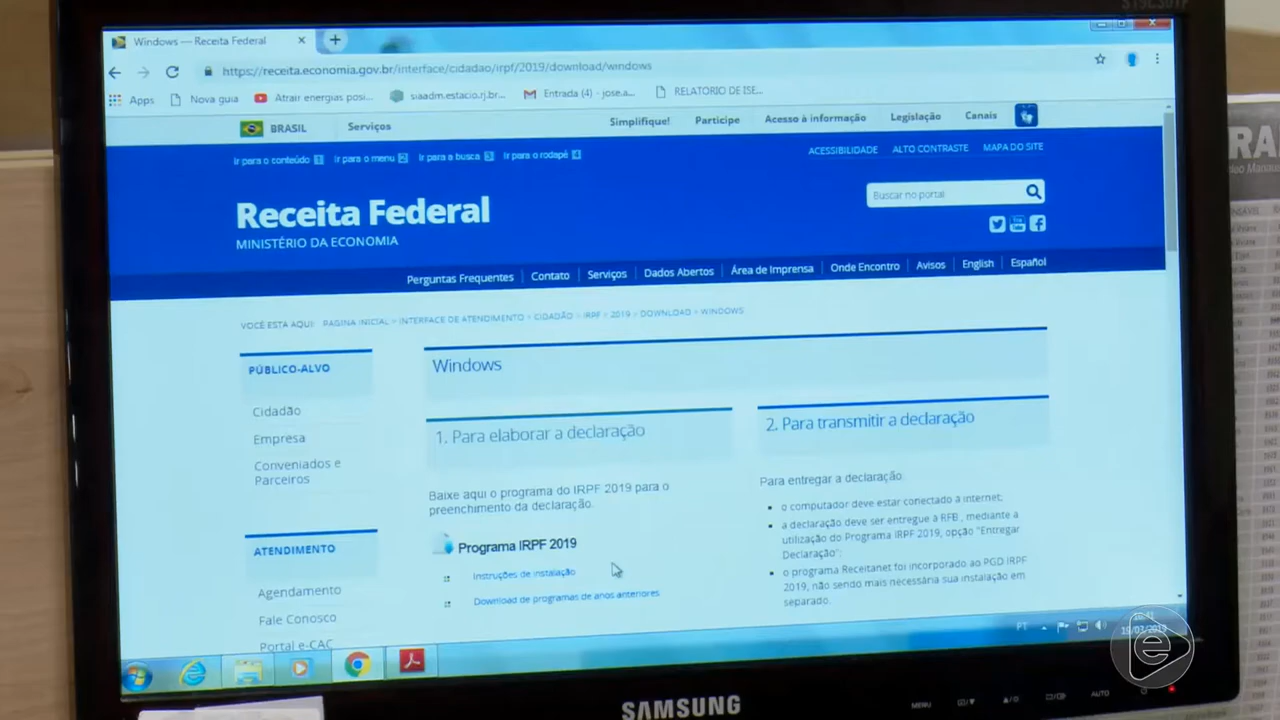 Windows — Receita Federal
https://receita.economia.gov.br/interface/cidadao/irpf/2019/download/windows
Apps
Nova guia
Atrair energias posi...
siaadm.estacio.rj.br...
Entrada (4) - jose.a...
RELATORIO DE ISE...
BRASIL
Serviços
Simplifique!
Participe
Acesso à informação
Legislação
Canais
Ir para o conteúdo 1
Ir para o menu 2
Ir para a busca 3
Ir para o rodapé 4
ACESSIBILIDADE
ALTO CONTRASTE
MAPA DO SITE
Receita Federal
MINISTÉRIO DA ECONOMIA
Buscar no portal
Perguntas Frequentes
Contato
Serviços
Dados Abertos
Área de Imprensa
Onde Encontro
Avisos
English
Español
VOCÊ ESTÁ AQUI: PÁGINA INICIAL > INTERFACE DE ATENDIMENTO > CIDADÃO > IRPF > 2019 > DOWNLOAD > WINDOWS
PÚBLICO-ALVO
Cidadão
Empresa
Conveniados e
Parceiros
ATENDIMENTO
Agendamento
Fale Conosco
Portal e-CAC
Windows
1. Para elaborar a declaração
Baixe aqui o programa do IRPF 2019 para o
preenchimento da declaração.
Programa IRPF 2019
Instruções de instalação
Download de programas de anos anteriores
2. Para transmitir a declaração
Para entregar a declaração:
o computador deve estar conectado à internet;
a declaração deve ser entregue à RFB , mediante a
utilização do Programa IRPF 2019, opção "Entregar
Declaração";
o programa Receitanet foi incorporado ao PGD IRPF
2019, não sendo mais necessária sua instalação em
separado.
PT
19/03/2019
SAMSUNG
MENU
AUTO
e